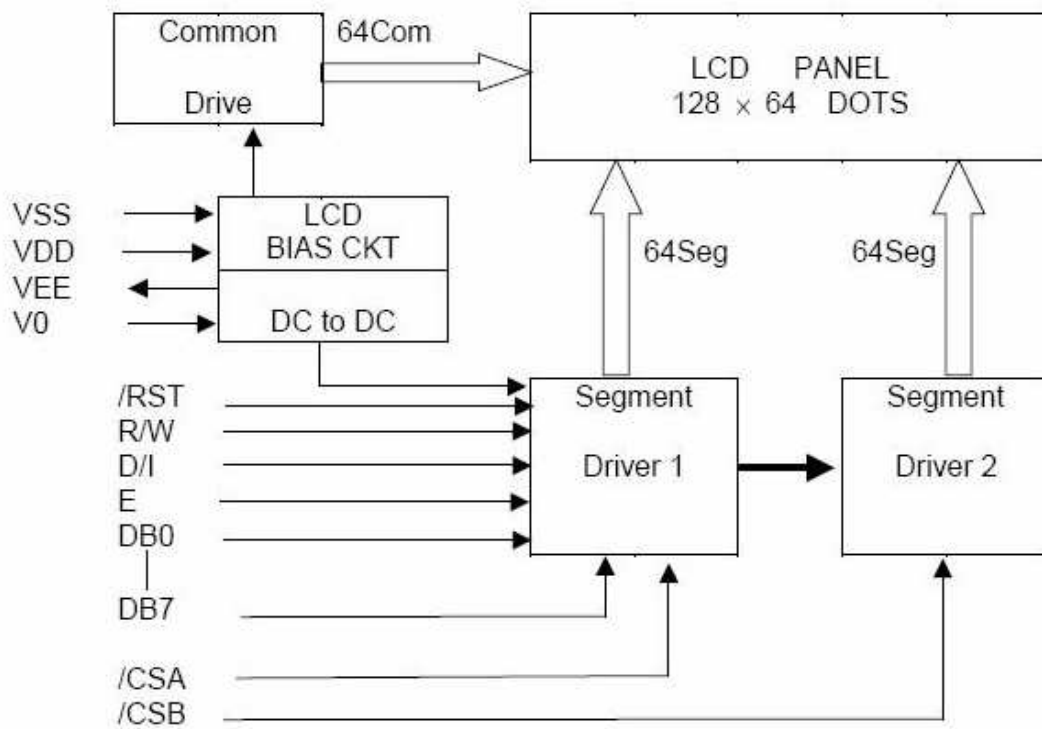 Common
Drive
64Com
LCD PANEL
128 x 64 DOTS
VSS
VDD
VEE
V0
LCD
BIAS CKT
DC to DC
64Seg
64Seg
/RST
R/W
D/I
E
DB0
DB7
/CSA
/CSB
Segment
Driver 1
Segment
Driver 2